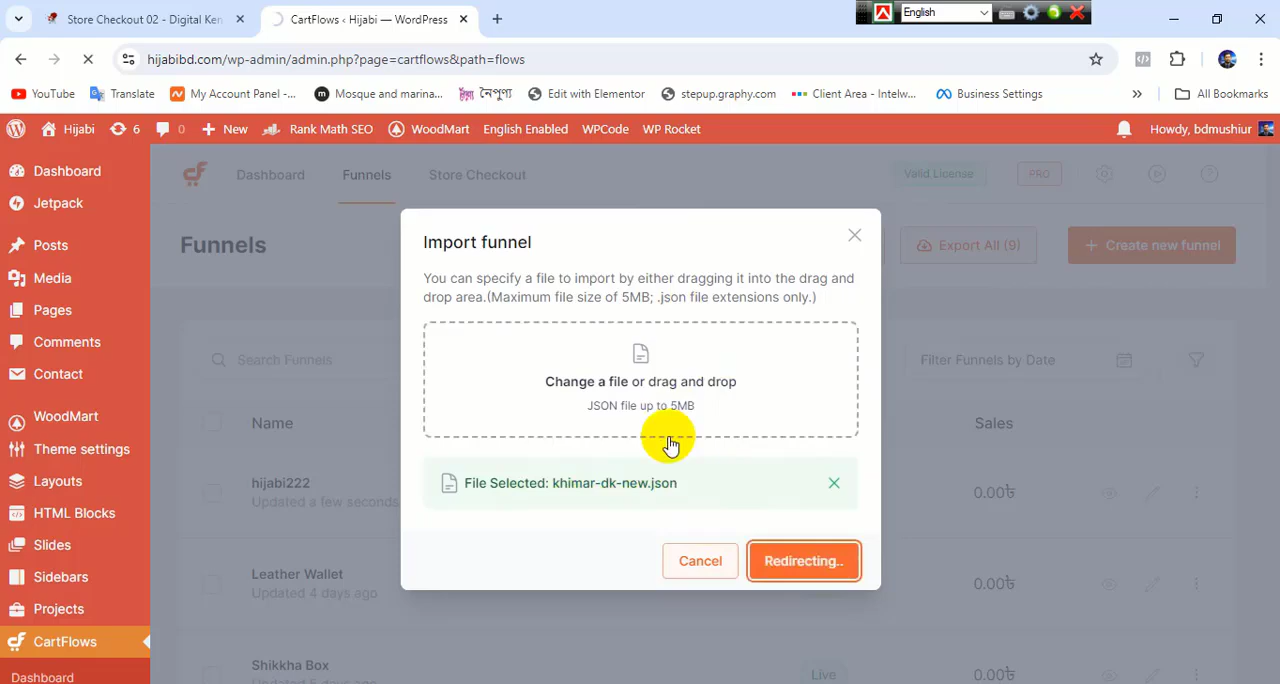 Store Checkout 02 - Digital Ken
CartFlows ‹ Hijabi — WordPress
English
hijabibd.com/wp-admin/admin.php?page=cartflows&path=flows
YouTube
Translate
My Account Panel -...
Mosque and marina...
নৈপুণ্য
Edit with Elementor
stepup.graphy.com
Client Area - Intelw...
Business Settings
All Bookmarks
Hijabi
6
0
New
Rank Math SEO
WoodMart
English Enabled
WPCode
WP Rocket
Howdy, bdmushiur
Dashboard
Jetpack
Posts
Media
Pages
Comments
Contact
WoodMart
Theme settings
Layouts
HTML Blocks
Slides
Sidebars
Projects
CartFlows
Dashboard
Dashboard
Funnels
Store Checkout
Valid License
PRO
Funnels
Export All (9)
Create new funnel
Search Funnels
Filter Funnels by Date
Name
Sales
hijabi222
Updated a few seconds
0.00৳
Leather Wallet
Updated 4 days ago
0.00৳
Shikkha Box
Updated 5 days ago
Live
0.00৳
Import funnel
You can specify a file to import by either dragging it into the drag and
drop area.(Maximum file size of 5MB; .json file extensions only.)
Change a file or drag and drop
JSON file up to 5MB
File Selected: khimar-dk-new.json
Cancel
Redirecting..